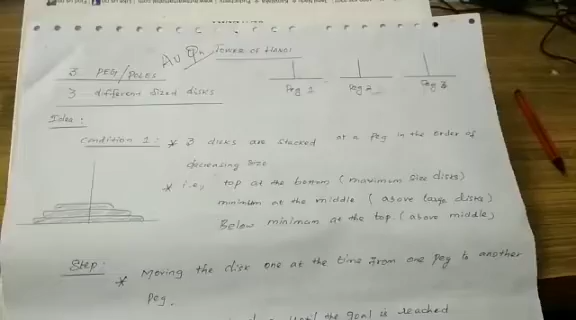 TOWER OF HANOI
3 PEG/POLES
Peg 1 Peg 2 Peg 3
3 different sized disks
Idea:
Condition 1: * 3 disks are stacked at a peg in the order of
decreasing size
* i.e., top at the bottom (maximum size disks)
minimum at the middle (above large disks)
Below minimum at the top. (above middle)
Step:
* Moving the disk one at the time from one peg to another
peg.
the goal is reached